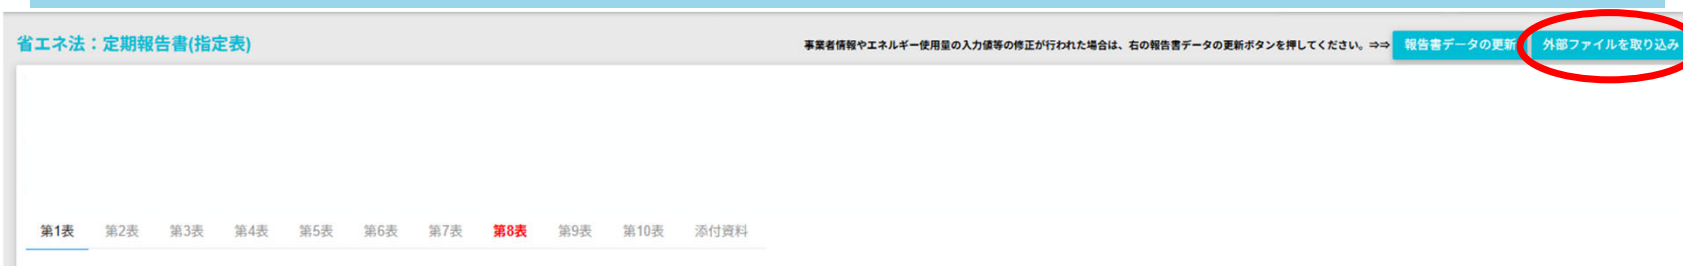 省エネ法：定期報告書(指定表)
事業者情報やエネルギー使用量の入力値等の修正が行われた場合は、右の報告書データの更新ボタンを押してください。⇒⇒ 報告書データの更新 外部ファイルを取り込み
第1表 第2表 第3表 第4表 第5表 第6表 第7表 第8表 第9表 第10表 添付資料